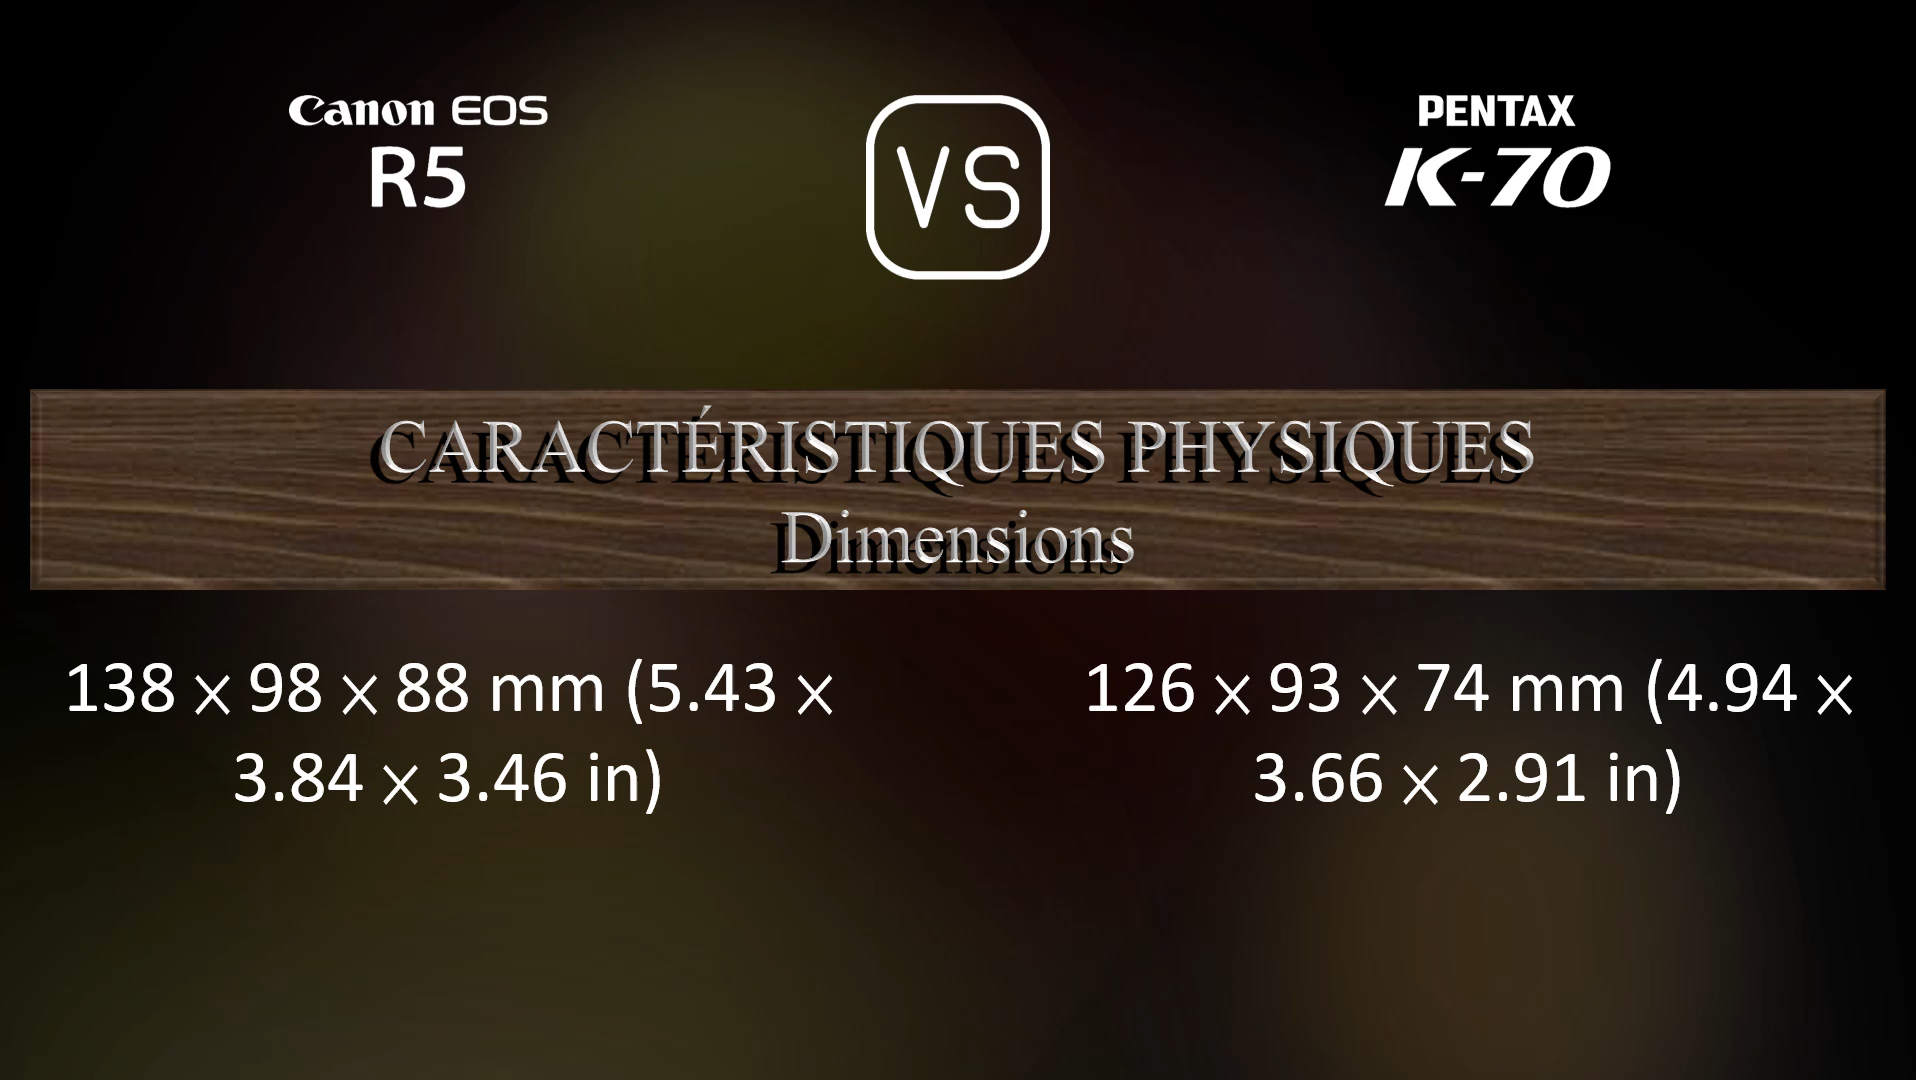 Canon EOS
R5
VS
PENTAX
K-70
CARACTÉRISTIQUES PHYSIQUES
Dimensions
138 x 98 x 88 mm (5.43 x
3.84 x 3.46 in)
126 x 93 x 74 mm (4.94 x
3.66 x 2.91 in)